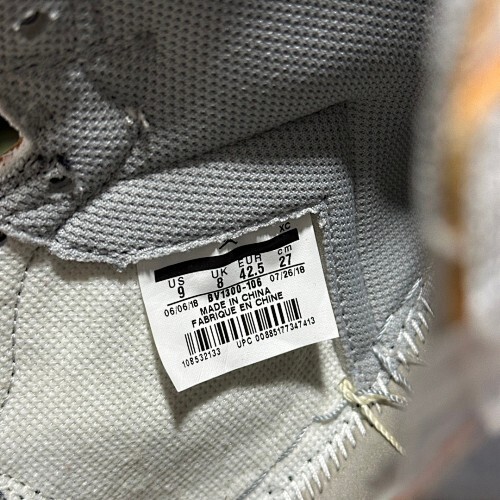 XC
US UK EUR cm
9 8 42.5 27
06/06/18 BV1300-106 07/26/18
MADE IN CHINA
FABRIQUE EN CHINE
108532133 UPC 00885177347413